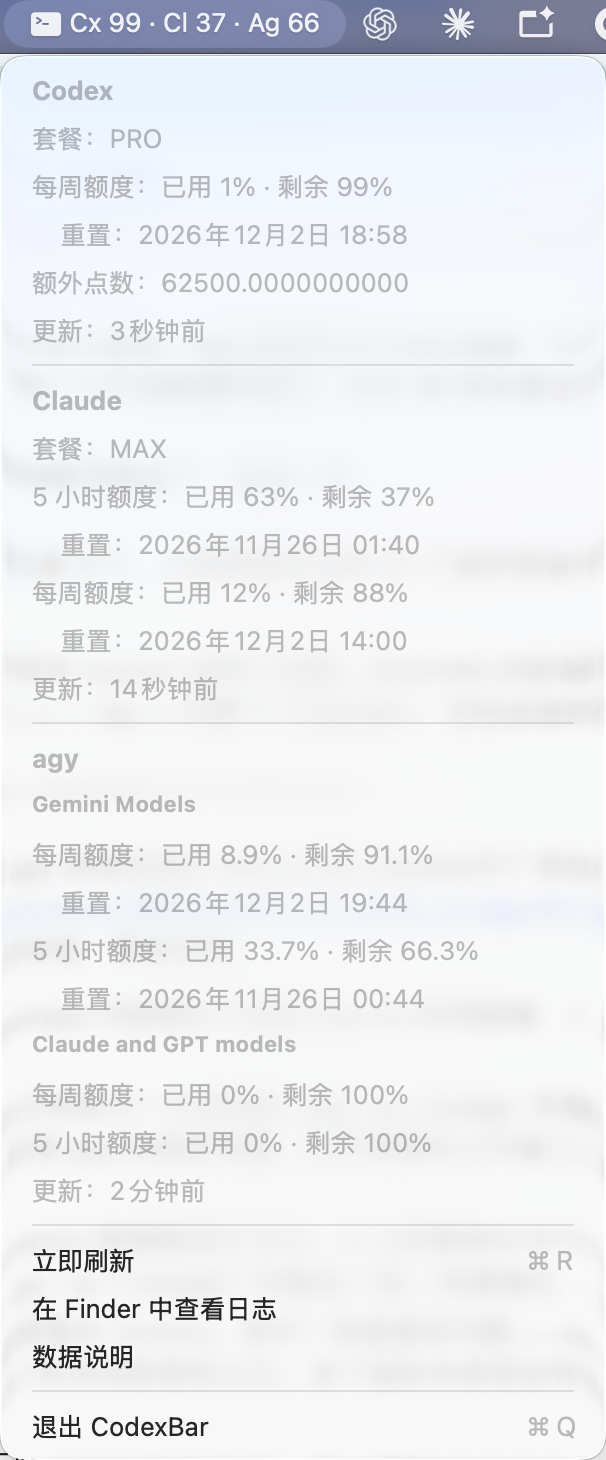 Cx 99 · Cl 37 · Ag 66
Codex
套餐：PRO
每周额度：已用 1% · 剩余 99%
重置：2026年12月2日 18:58
额外点数：62500.0000000000
更新：3秒钟前
Claude
套餐：MAX
5 小时额度：已用 63% · 剩余 37%
重置：2026年11月26日 01:40
每周额度：已用 12% · 剩余 88%
重置：2026年12月2日 14:00
更新：14秒钟前
agy
Gemini Models
每周额度：已用 8.9% · 剩余 91.1%
重置：2026年12月2日 19:44
5 小时额度：已用 33.7% · 剩余 66.3%
重置：2026年11月26日 00:44
Claude and GPT models
每周额度：已用 0% · 剩余 100%
5 小时额度：已用 0% · 剩余 100%
更新：2分钟前
立即刷新 ⌘ R
在 Finder 中查看日志
数据说明
退出 CodexBar ⌘ Q